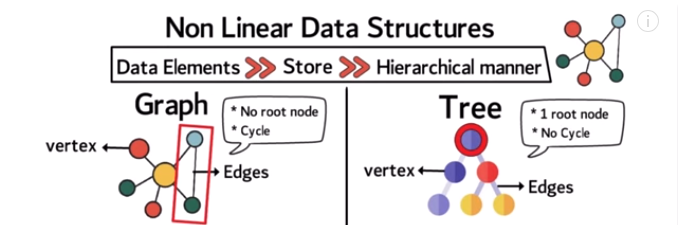 Non Linear Data Structures
Data Elements >> Store >> Hierarchical manner
Graph
* No root node
* Cycle
vertex
Edges
Tree
* 1 root node
* No Cycle
vertex
Edges